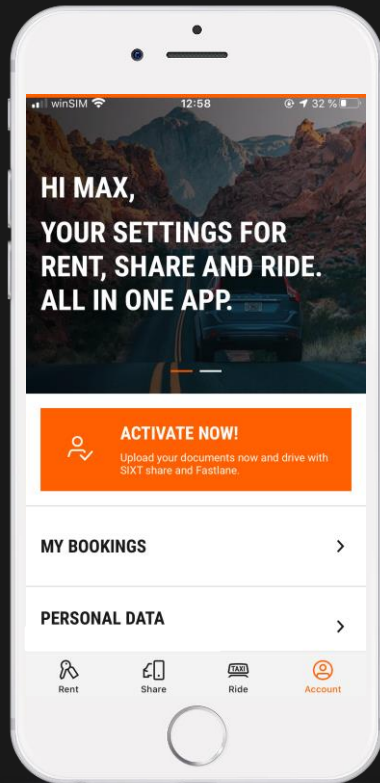 winSIM 12:58 32 %
HI MAX,
YOUR SETTINGS FOR
RENT, SHARE AND RIDE.
ALL IN ONE APP.
ACTIVATE NOW!
Upload your documents now and drive with
SIXT share and Fastlane.
MY BOOKINGS
PERSONAL DATA
TAXI
Rent Share Ride Account